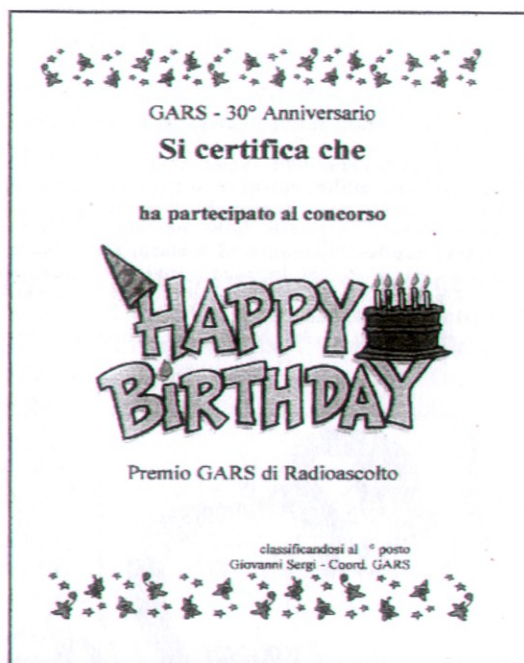 GARS - 30° Anniversario
Si certifica che
ha partecipato al concorso
HAPPY
BIRTHDAY
Premio GARS di Radioascolto
classificandosi al ° posto
Giovanni Sergi - Coord. GARS